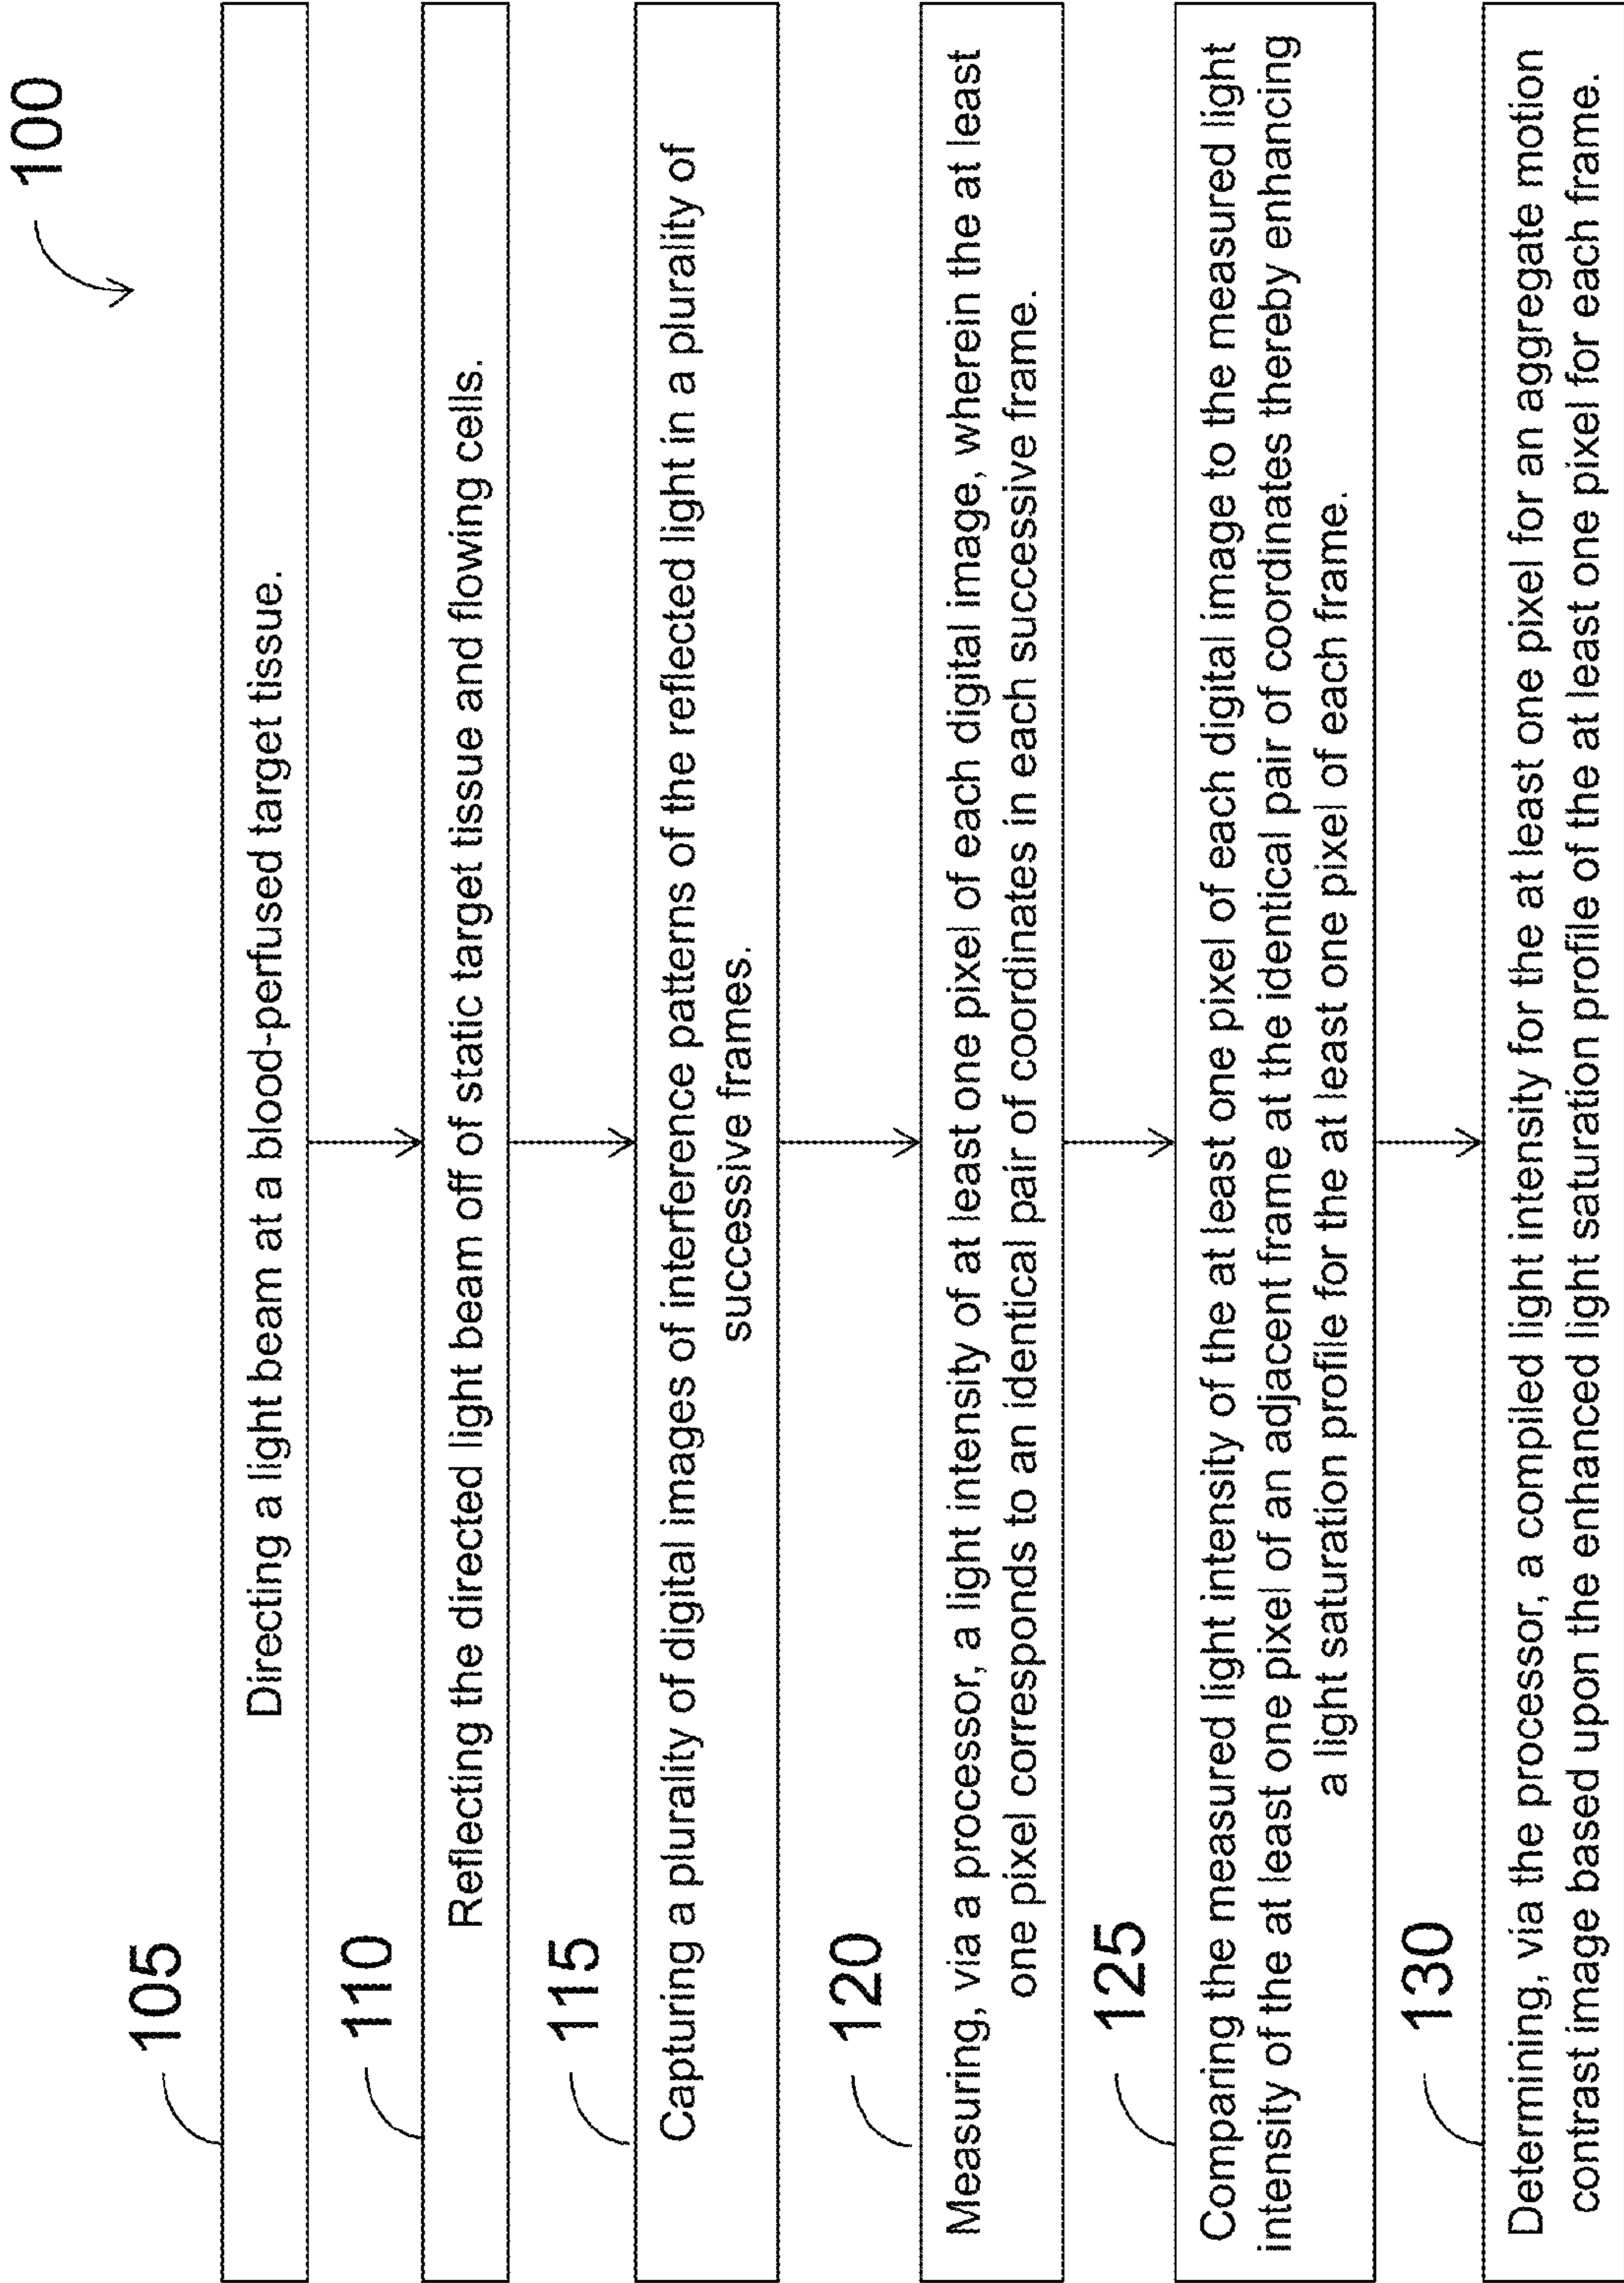 100
105
Directing a light beam at a blood-perfused target tissue.
110
Reflecting the directed light beam off of static target tissue and flowing cells.
115
Capturing a plurality of digital images of interference patterns of the reflected light in a plurality of
successive frames.
120
Measuring, via a processor, a light intensity of at least one pixel of each digital image, wherein the at least
one pixel corresponds to an identical pair of coordinates in each successive frame.
125
Comparing the measured light intensity of the at least one pixel of each digital image to the measured light
intensity of the at least one pixel of an adjacent frame at the identical pair of coordinates thereby enhancing
a light saturation profile for the at least one pixel of each frame.
130
Determining, via the processor, a compiled light intensity for the at least one pixel for an aggregate motion
contrast image based upon the enhanced light saturation profile of the at least one pixel for each frame.